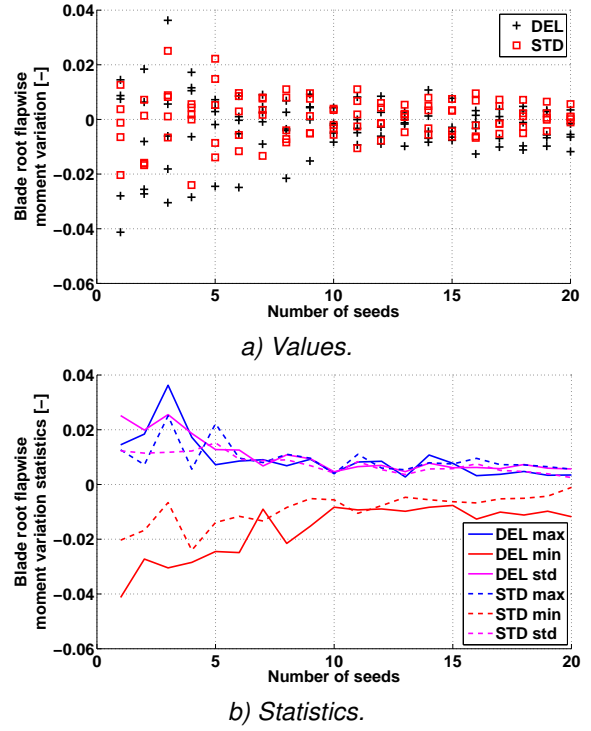 0.04
0.02
0
−0.02
−0.04
−0.06
0
5
10
15
20
Blade root flapwise
moment variation [-]
Number of seeds
DEL
STD
a) Values.
0.04
0.02
0
−0.02
−0.04
−0.06
0
5
10
15
20
Blade root flapwise
moment variation statistics [-]
Number of seeds
DEL max
DEL min
DEL std
STD max
STD min
STD std
b) Statistics.